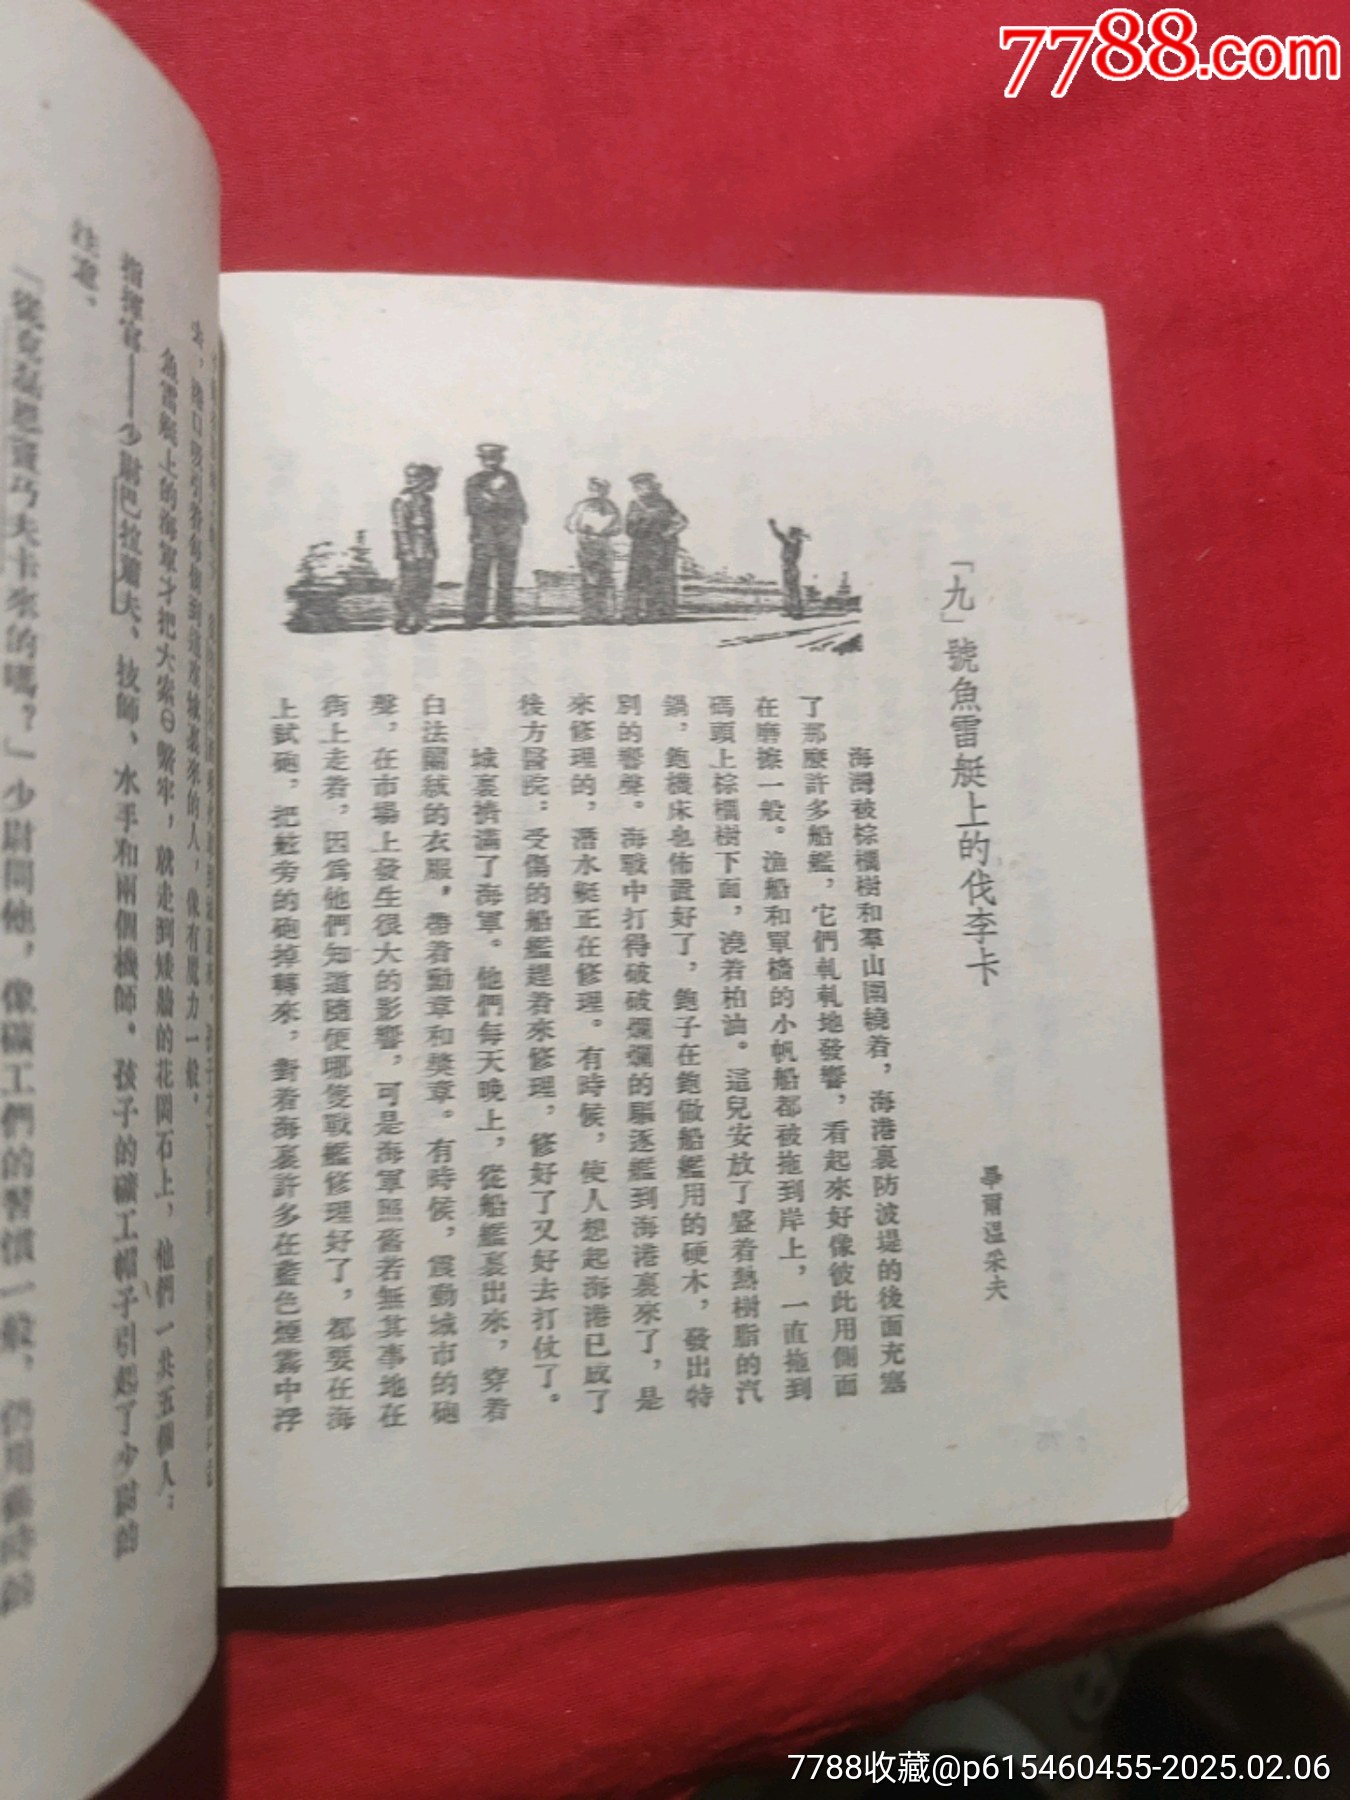 7788.com
「九」號魚雷艇上的伐李卡
畢爾溫采夫
海灣被棕櫚樹和羣山圍繞着，海港裏防波堤的後面充塞
了那麼許多船艦，它們軋軋地發響，看起來好像彼此用側面
在磨擦一般。漁船和單檣的小帆船都被拖到岸上，一直拖到
碼頭上棕櫚樹下面，澆着柏油。這兒安放了盛着熱樹脂的汽
鍋，鉋機床也佈置好了，鉋子在鉋做船艦用的硬木，發出特
別的響聲。海戰中打得破破爛爛的驅逐艦到海港裏來了，是
來修理的，潛水艇正在修理。有時候，使人想起海港已成了
後方醫院：受傷的船艦趕着來修理，修好了又好去打仗了。
城裏擠滿了海軍。他們每天晚上，從船艦裏出來，穿着
白法蘭絨的衣服，帶着勳章和獎章。有時候，震動城市的砲
聲，在市場上發生很大的影響，可是海軍照舊若無其事地在
街上走着，因爲他們知道隨便哪隻戰艦修理好了，都要在海
上試砲，把舷旁的砲掉轉來，對着海裏許多在藍色煙霧中浮
魚雷艇上的海軍才把大索日繫牢，就走到矮牆的花岡石上，他們一共五個人：
指揮官——少尉巴拉蕭夫、技師、水手和兩個機師。孩子的礦工帽子引起了少尉的
注意、
夫卡來的嗎？」少尉問他，像礦工們的習慣一般，
7788收藏@p615460455-2025.02.06